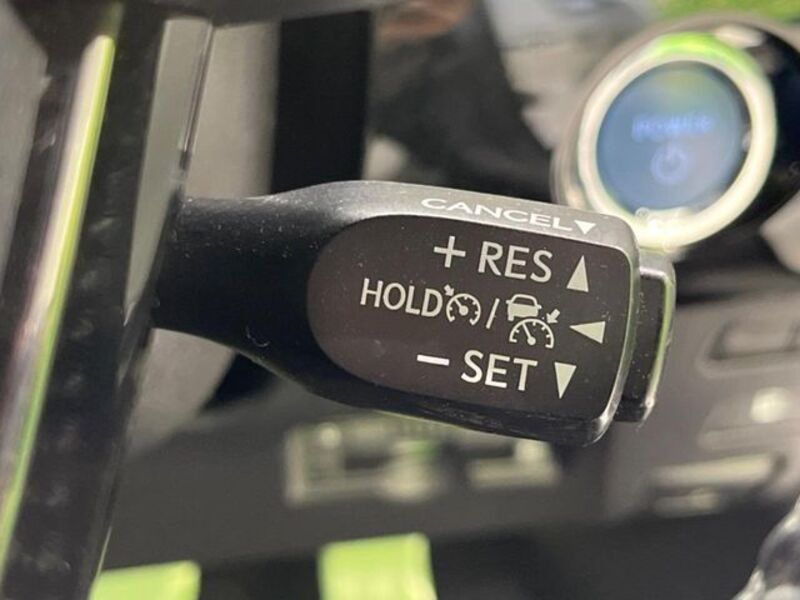 CANCEL▼
+ RES ▲
HOLD / ◀
− SET ▼
POWER